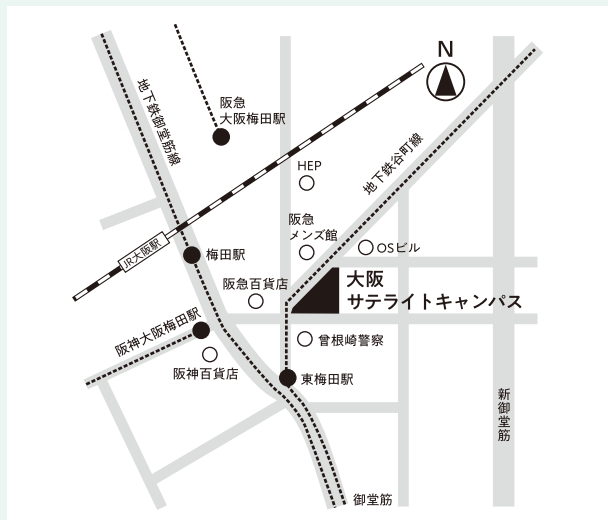 N
地下鉄御堂筋線
阪急
大阪梅田駅
地下鉄谷町線
HEP
阪急
メンズ館
OSビル
JR大阪駅
梅田駅
阪急百貨店
大阪
サテライトキャンパス
阪神大阪梅田駅
曾根崎警察
阪神百貨店
東梅田駅
新御堂筋
御堂筋